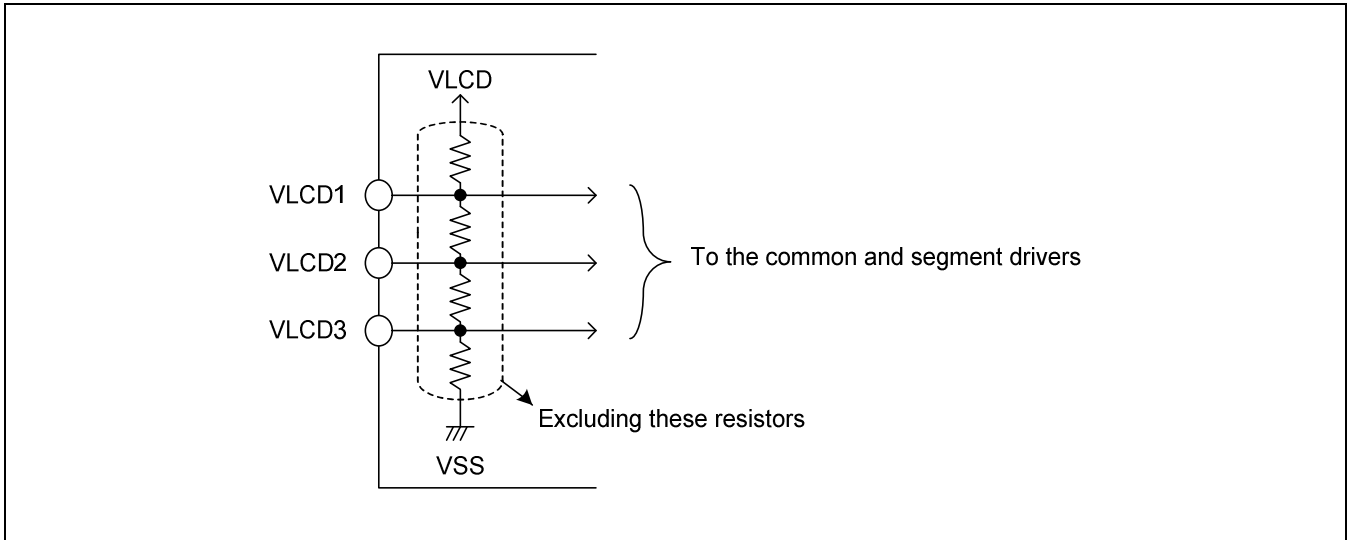 VLCD
VLCD1
VLCD2
To the common and segment drivers
VLCD3
Excluding these resistors
VSS